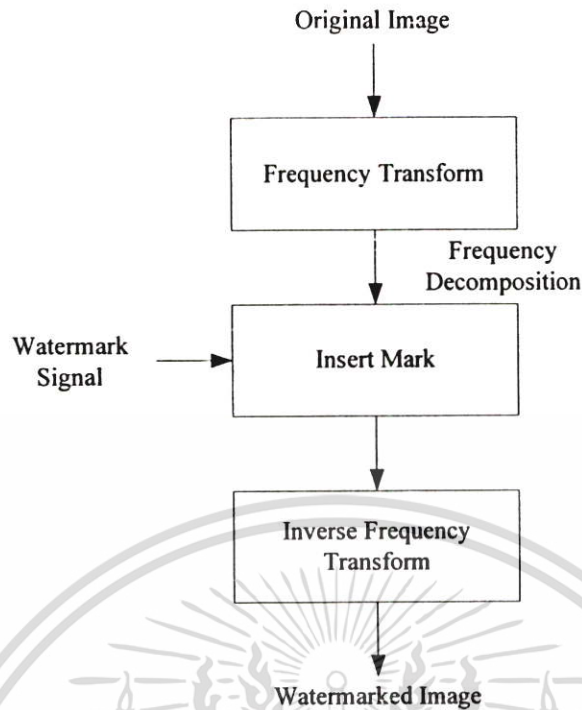 Original Image
Frequency Transform
Frequency
Decomposition
Watermark
Signal
Insert Mark
Inverse Frequency
Transform
Watermarked Image